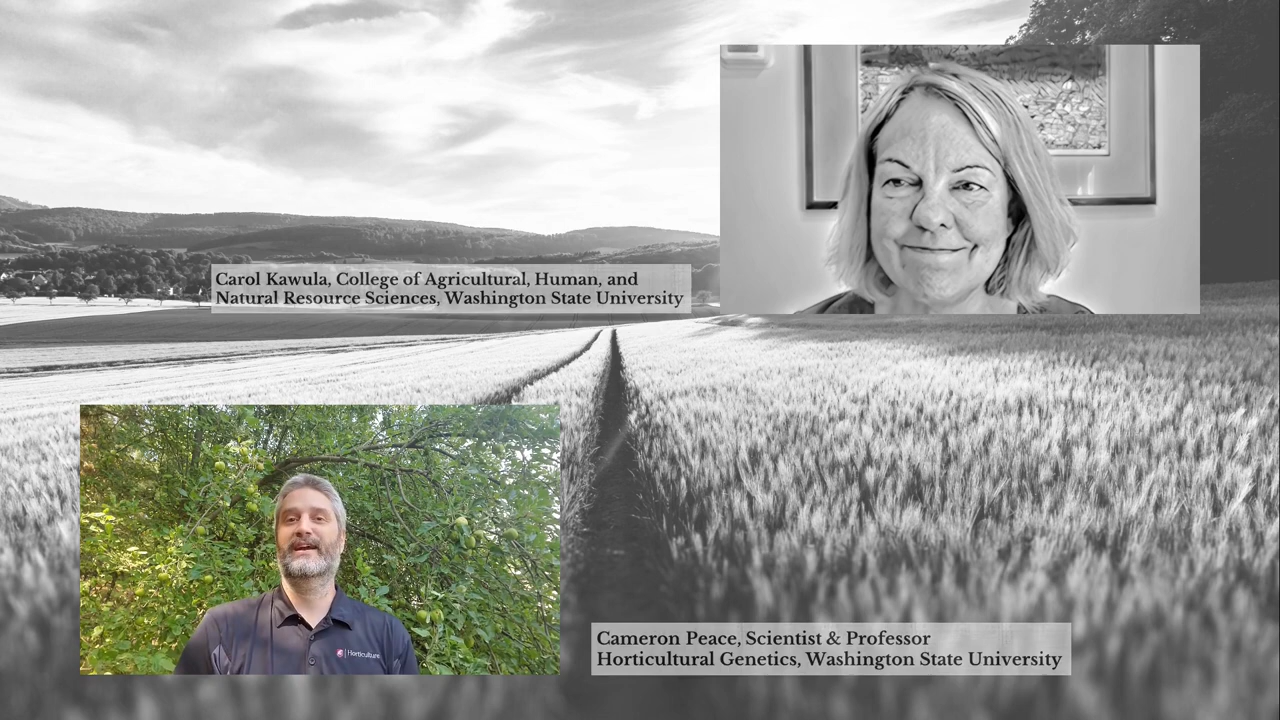 Carol Kawula, College of Agricultural, Human, and
Natural Resource Sciences, Washington State University
Horticulture
Cameron Peace, Scientist & Professor
Horticultural Genetics, Washington State University